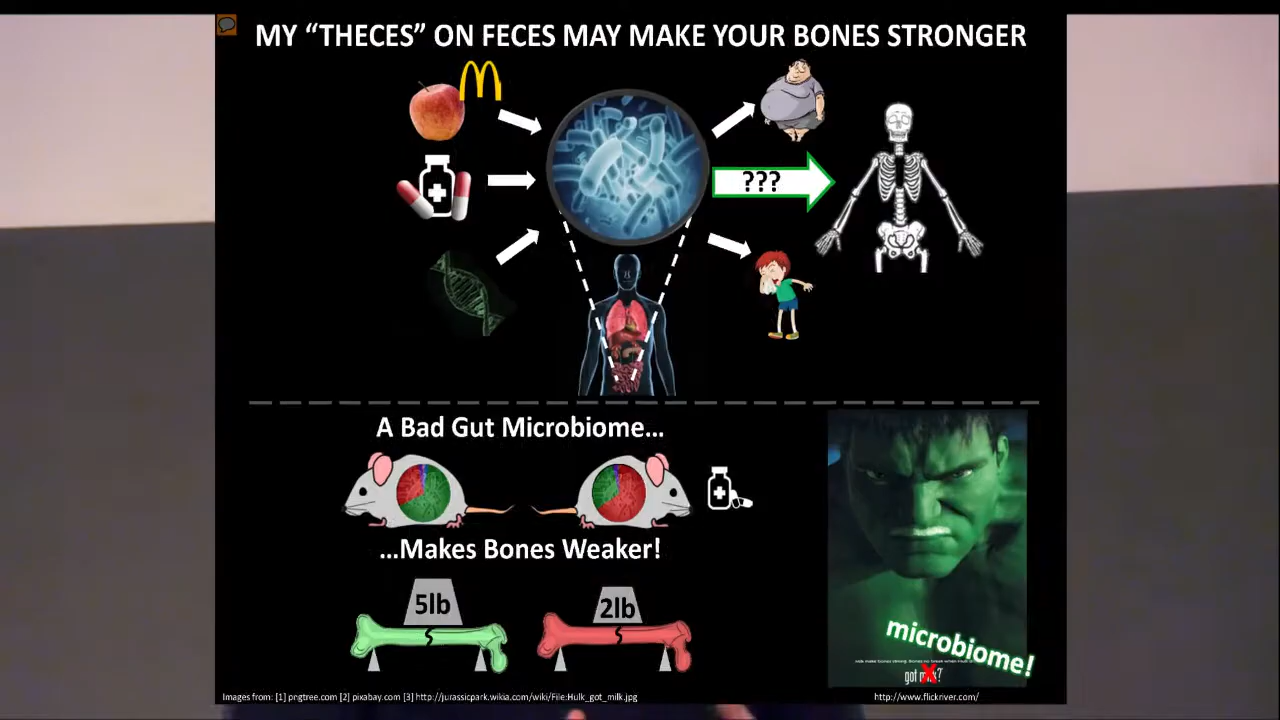 MY “THECES” ON FECES MAY MAKE YOUR BONES STRONGER
???
A Bad Gut Microbiome...
...Makes Bones Weaker!
5lb
2lb
microbiome!
got milk?
Images from: [1] pngtree.com [2] pixabay.com [3] http://jurassicpark.wikia.com/wiki/File:Hulk_got_milk.jpg
http://www.flickriver.com/